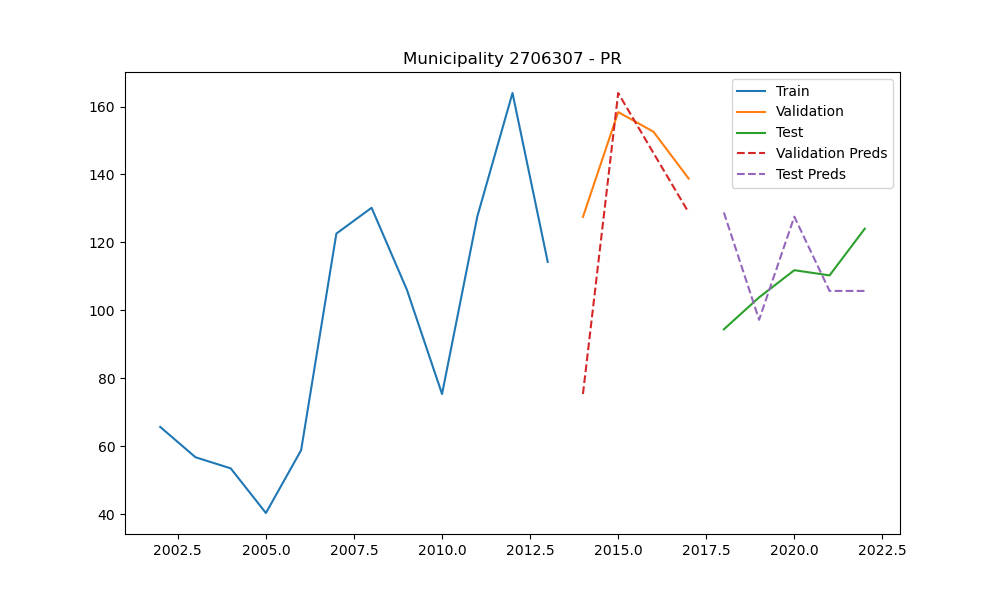 Municipality 2706307 - PR
Train
Validation
Test
Validation Preds
Test Preds
160
140
120
100
80
60
40
2002.5 2005.0 2007.5 2010.0 2012.5 2015.0 2017.5 2020.0 2022.5